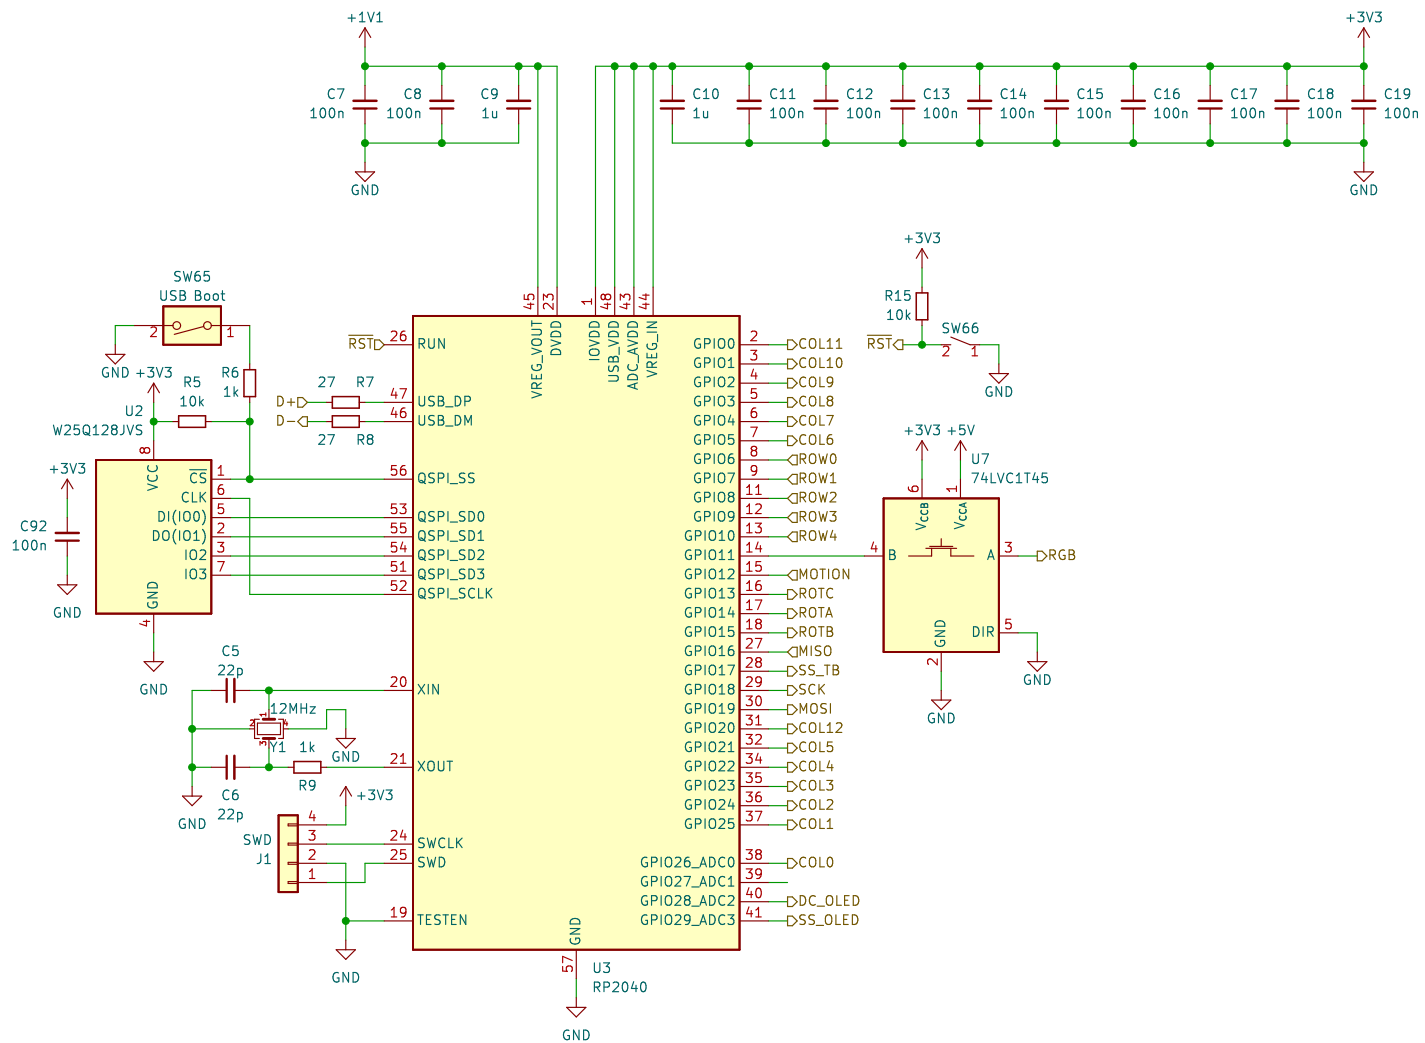 +1V1
+3V3
C7
100n
C8
100n
C9
1u
C10
1u
C11
100n
C12
100n
C13
100n
C14
100n
C15
100n
C16
100n
C17
100n
C18
100n
C19
100n
GND
GND
SW65
USB Boot
2
1
GND
+3V3
R5
10k
R6
1k
U2
W25Q128JVS
8
VCC
CS
1
CLK
6
DI(IO0)
5
DO(IO1)
2
IO2
3
IO3
7
GND
4
GND
+3V3
C92
100n
GND
C5
22p
12MHz
1
2
4
3
Y1
GND
1k
R9
C6
22p
GND
+3V3
SWD
J1
4
3
2
1
GND
RST
27
R7
D+
D-
27
R8
45
VREG_VOUT
23
DVDD
1
IOVDD
48
USB_VDD
43
ADC_AVDD
44
VREG_IN
26
RUN
47
USB_DP
46
USB_DM
56
QSPI_SS
53
QSPI_SD0
55
QSPI_SD1
54
QSPI_SD2
51
QSPI_SD3
52
QSPI_SCLK
20
XIN
21
XOUT
24
SWCLK
25
SWD
19
TESTEN
GPIO0
2
COL11
GPIO1
3
COL10
GPIO2
4
COL9
GPIO3
5
COL8
GPIO4
6
COL7
GPIO5
7
COL6
GPIO6
8
ROW0
GPIO7
9
ROW1
GPIO8
11
ROW2
GPIO9
12
ROW3
GPIO10
13
ROW4
GPIO11
14
GPIO12
15
MOTION
GPIO13
16
ROTC
GPIO14
17
ROTA
GPIO15
18
ROTB
GPIO16
27
MISO
GPIO17
28
SS_TB
GPIO18
29
SCK
GPIO19
30
MOSI
GPIO20
31
COL12
GPIO21
32
COL5
GPIO22
34
COL4
GPIO23
35
COL3
GPIO24
36
COL2
GPIO25
37
COL1
GPIO26_ADC0
38
COL0
GPIO27_ADC1
39
GPIO28_ADC2
40
DC_OLED
GPIO29_ADC3
41
SS_OLED
GND
57
U3
RP2040
GND
+3V3
R15
10k
RST
SW66
2
1
GND
+3V3
+5V
U7
74LVC1T45
6
VCCB
1
VCCA
4
B
A
3
RGB
DIR
5
GND
GND
2
GND